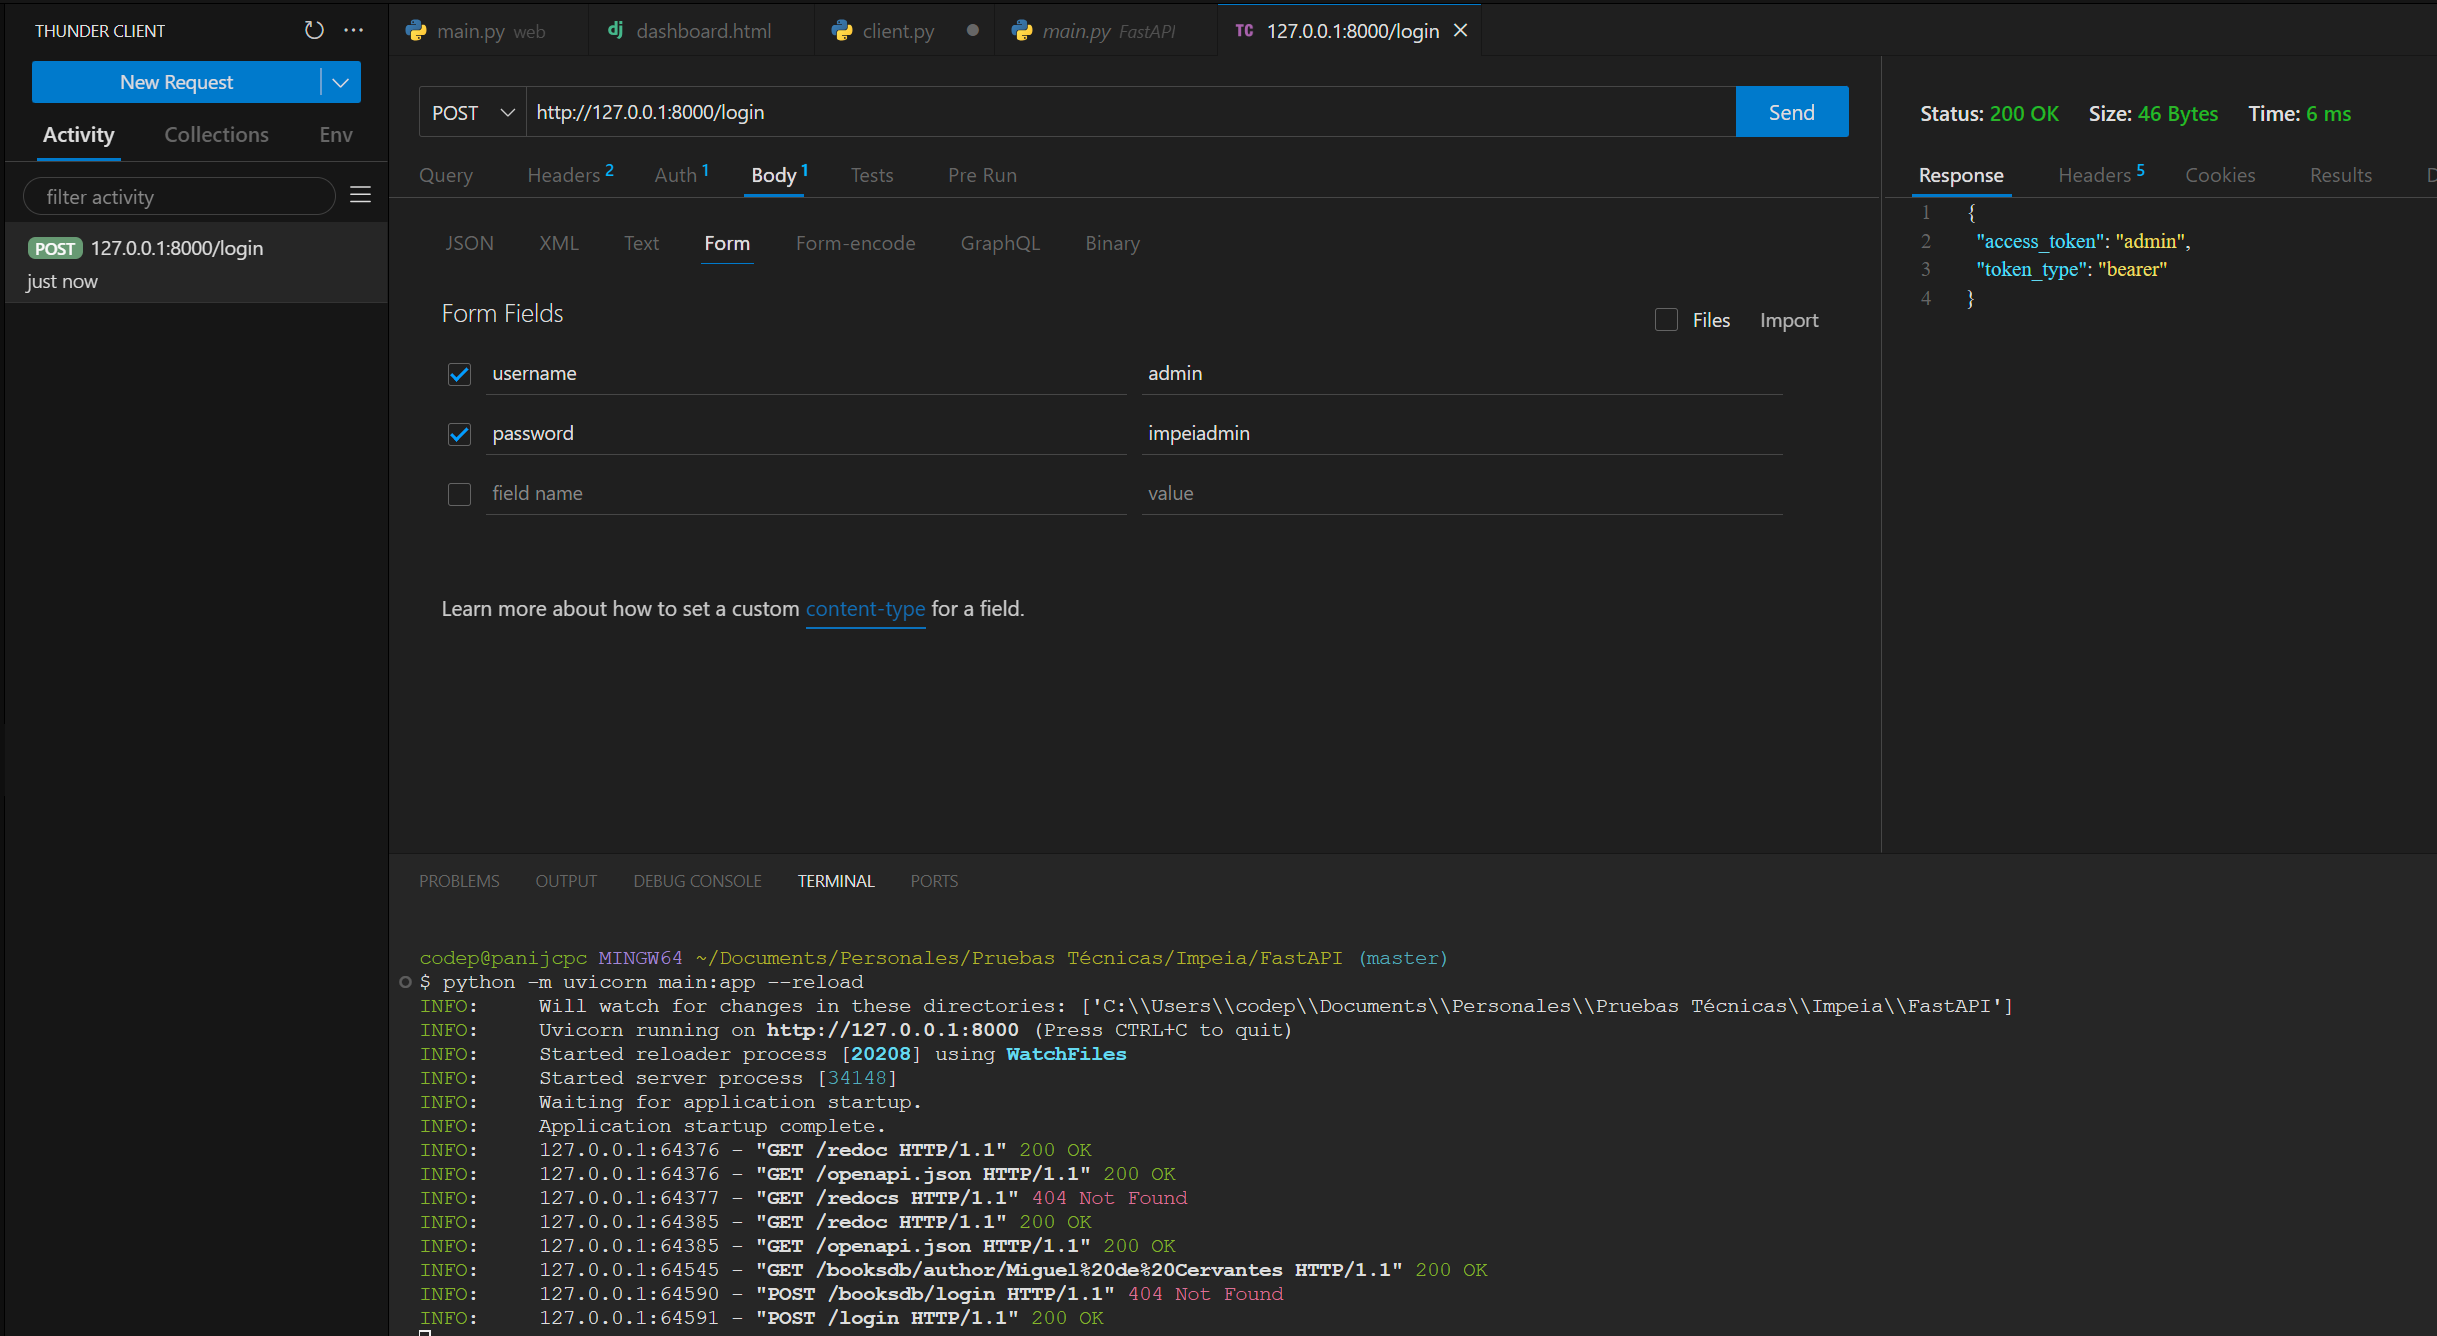 THUNDER CLIENT
New Request
Activity Collections Env
filter activity
POST 127.0.0.1:8000/login
just now
main.py web dj dashboard.html client.py main.py FastAPI TC 127.0.0.1:8000/login
POST http://127.0.0.1:8000/login Send
Query Headers 2 Auth 1 Body 1 Tests Pre Run
JSON XML Text Form Form-encode GraphQL Binary
Form Fields
Files Import
username admin
password impeiadmin
field name value
Learn more about how to set a custom content-type for a field.
Status: 200 OK Size: 46 Bytes Time: 6 ms
Response Headers 5 Cookies Results
1 {
2 "access_token": "admin",
3 "token_type": "bearer"
4 }
PROBLEMS OUTPUT DEBUG CONSOLE TERMINAL PORTS
codep@panijcpc MINGW64 ~/Documents/Personales/Pruebas Técnicas/Impeia/FastAPI (master)
$ python -m uvicorn main:app --reload
INFO: Will watch for changes in these directories: ['C:\\Users\\codep\\Documents\\Personales\\Pruebas Técnicas\\Impeia\\FastAPI']
INFO: Uvicorn running on http://127.0.0.1:8000 (Press CTRL+C to quit)
INFO: Started reloader process [20208] using WatchFiles
INFO: Started server process [34148]
INFO: Waiting for application startup.
INFO: Application startup complete.
INFO: 127.0.0.1:64376 - "GET /redoc HTTP/1.1" 200 OK
INFO: 127.0.0.1:64376 - "GET /openapi.json HTTP/1.1" 200 OK
INFO: 127.0.0.1:64377 - "GET /redocs HTTP/1.1" 404 Not Found
INFO: 127.0.0.1:64385 - "GET /redoc HTTP/1.1" 200 OK
INFO: 127.0.0.1:64385 - "GET /openapi.json HTTP/1.1" 200 OK
INFO: 127.0.0.1:64545 - "GET /booksdb/author/Miguel%20de%20Cervantes HTTP/1.1" 200 OK
INFO: 127.0.0.1:64590 - "POST /booksdb/login HTTP/1.1" 404 Not Found
INFO: 127.0.0.1:64591 - "POST /login HTTP/1.1" 200 OK